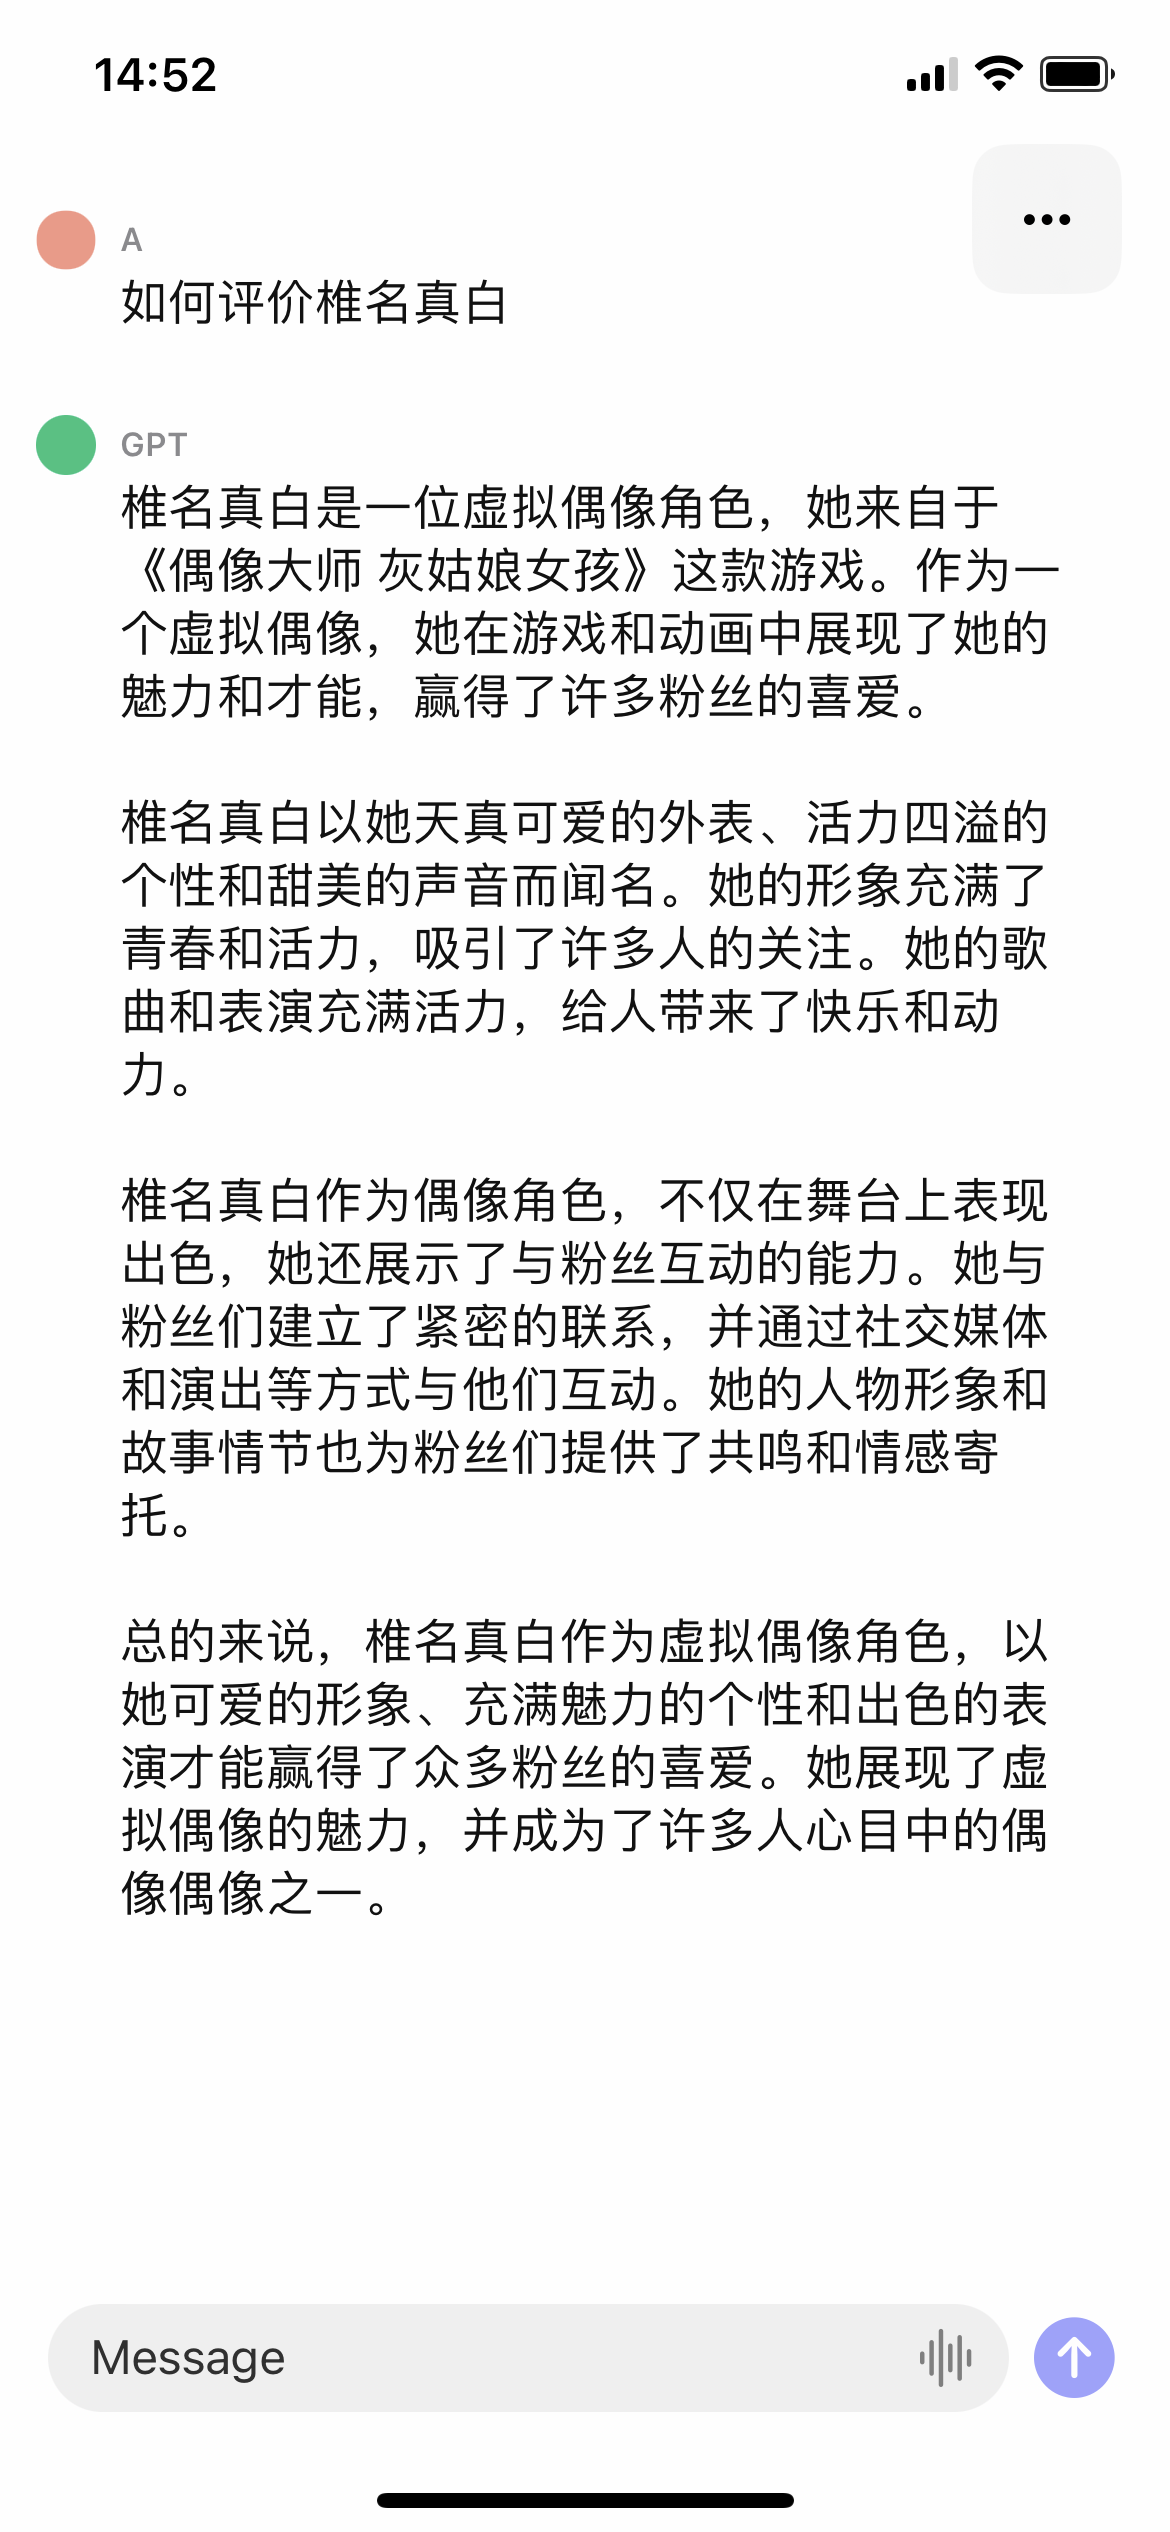 14:52
A
如何评价椎名真白
GPT
椎名真白是一位虚拟偶像角色，她来自于
《偶像大师 灰姑娘女孩》这款游戏。作为一
个虚拟偶像，她在游戏和动画中展现了她的
魅力和才能，赢得了许多粉丝的喜爱。
椎名真白以她天真可爱的外表、活力四溢的
个性和甜美的声音而闻名。她的形象充满了
青春和活力，吸引了许多人的关注。她的歌
曲和表演充满活力，给人带来了快乐和动
力。
椎名真白作为偶像角色，不仅在舞台上表现
出色，她还展示了与粉丝互动的能力。她与
粉丝们建立了紧密的联系，并通过社交媒体
和演出等方式与他们互动。她的人物形象和
故事情节也为粉丝们提供了共鸣和情感寄
托。
总的来说，椎名真白作为虚拟偶像角色，以
她可爱的形象、充满魅力的个性和出色的表
演才能赢得了众多粉丝的喜爱。她展现了虚
拟偶像的魅力，并成为了许多人心目中的偶
像偶像之一。
Message